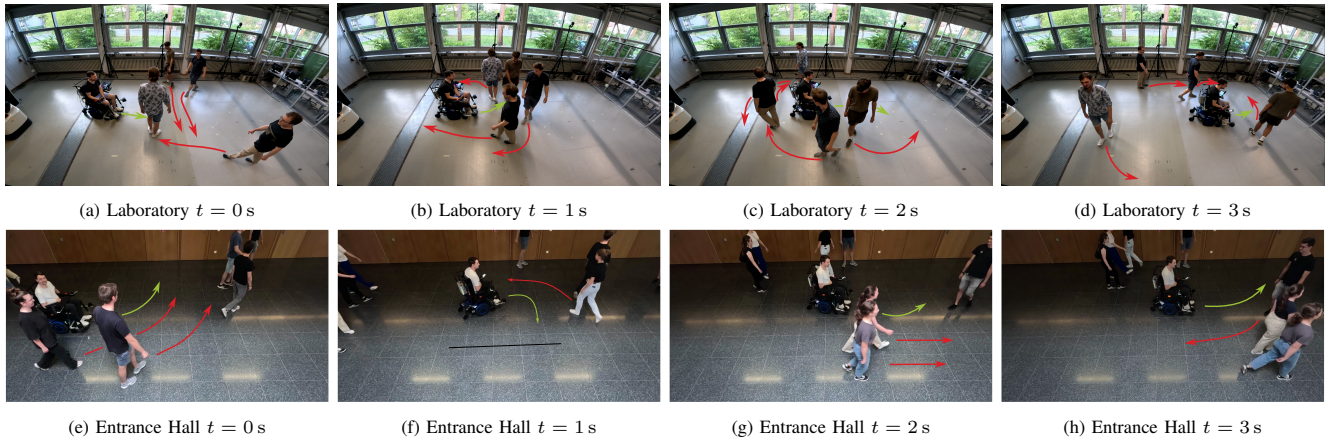 (a) Laboratory t = 0 s
(b) Laboratory t = 1 s
(c) Laboratory t = 2 s
(d) Laboratory t = 3 s
(e) Entrance Hall t = 0 s
(f) Entrance Hall t = 1 s
(g) Entrance Hall t = 2 s
(h) Entrance Hall t = 3 s